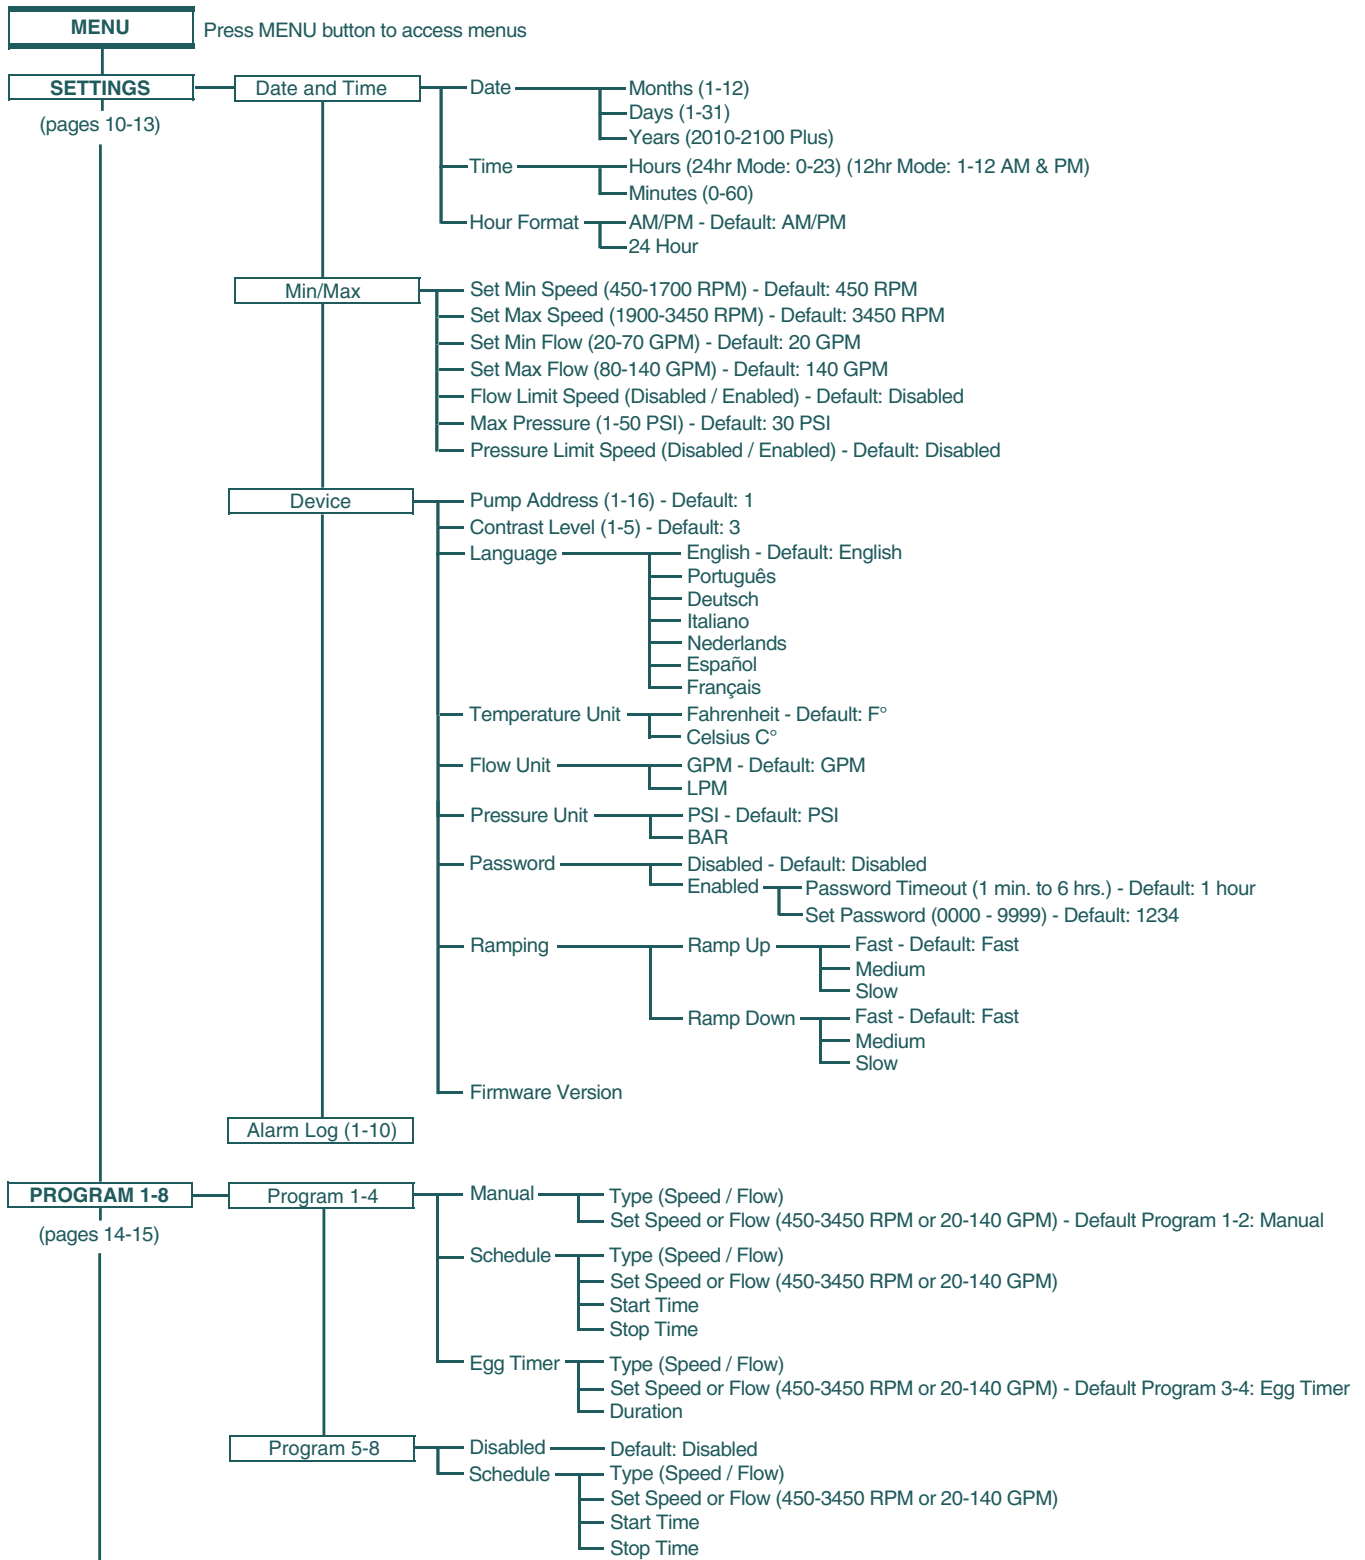 MENU
Press MENU button to access menus
SETTINGS
(pages 10-13)
Date and Time
Date
Months (1-12)
Days (1-31)
Years (2010-2100 Plus)
Time
Hours (24hr Mode: 0-23) (12hr Mode: 1-12 AM & PM)
Minutes (0-60)
Hour Format
AM/PM - Default: AM/PM
24 Hour
Min/Max
Set Min Speed (450-1700 RPM) - Default: 450 RPM
Set Max Speed (1900-3450 RPM) - Default: 3450 RPM
Set Min Flow (20-70 GPM) - Default: 20 GPM
Set Max Flow (80-140 GPM) - Default: 140 GPM
Flow Limit Speed (Disabled / Enabled) - Default: Disabled
Max Pressure (1-50 PSI) - Default: 30 PSI
Pressure Limit Speed (Disabled / Enabled) - Default: Disabled
Device
Pump Address (1-16) - Default: 1
Contrast Level (1-5) - Default: 3
Language
English - Default: English
Português
Deutsch
Italiano
Nederlands
Español
Français
Temperature Unit
Fahrenheit - Default: F°
Celsius C°
Flow Unit
GPM - Default: GPM
LPM
Pressure Unit
PSI - Default: PSI
BAR
Password
Disabled - Default: Disabled
Enabled
Password Timeout (1 min. to 6 hrs.) - Default: 1 hour
Set Password (0000 - 9999) - Default: 1234
Ramping
Ramp Up
Fast - Default: Fast
Medium
Slow
Ramp Down
Fast - Default: Fast
Medium
Slow
Firmware Version
Alarm Log (1-10)
PROGRAM 1-8
(pages 14-15)
Program 1-4
Manual
Type (Speed / Flow)
Set Speed or Flow (450-3450 RPM or 20-140 GPM) - Default Program 1-2: Manual
Schedule
Type (Speed / Flow)
Set Speed or Flow (450-3450 RPM or 20-140 GPM)
Start Time
Stop Time
Egg Timer
Type (Speed / Flow)
Set Speed or Flow (450-3450 RPM or 20-140 GPM) - Default Program 3-4: Egg Timer
Duration
Program 5-8
Disabled
Default: Disabled
Schedule
Type (Speed / Flow)
Set Speed or Flow (450-3450 RPM or 20-140 GPM)
Start Time
Stop Time